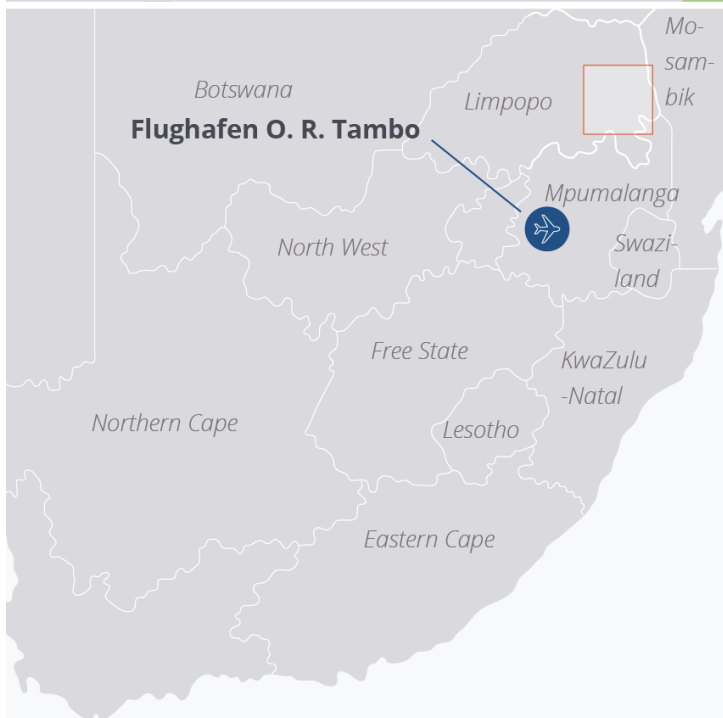 Mo-
sam-
bik
Botswana
Limpopo
Flughafen O. R. Tambo
Mpumalanga
North West
Swazi-
land
Free State
KwaZulu
-Natal
Northern Cape
Lesotho
Eastern Cape